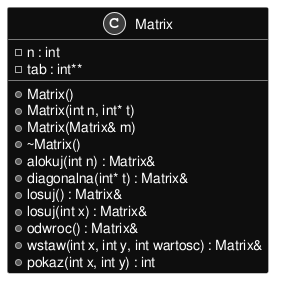 C Matrix
n : int
tab : int**
Matrix()
Matrix(int n, int* t)
Matrix(Matrix& m)
~Matrix()
alokuj(int n) : Matrix&
diagonalna(int* t) : Matrix&
losuj() : Matrix&
losuj(int x) : Matrix&
odwroc() : Matrix&
wstaw(int x, int y, int wartosc) : Matrix&
pokaz(int x, int y) : int